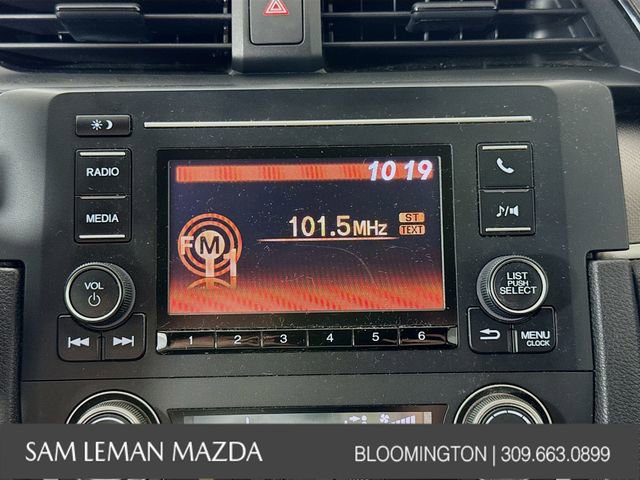 10 19
RADIO
101.5MHz
ST
TEXT
MEDIA
FM
1
VOL
LIST
PUSH
SELECT
1 2 3 4 5 6
MENU
CLOCK
SAM LEMAN MAZDA
BLOOMINGTON | 309.663.0899